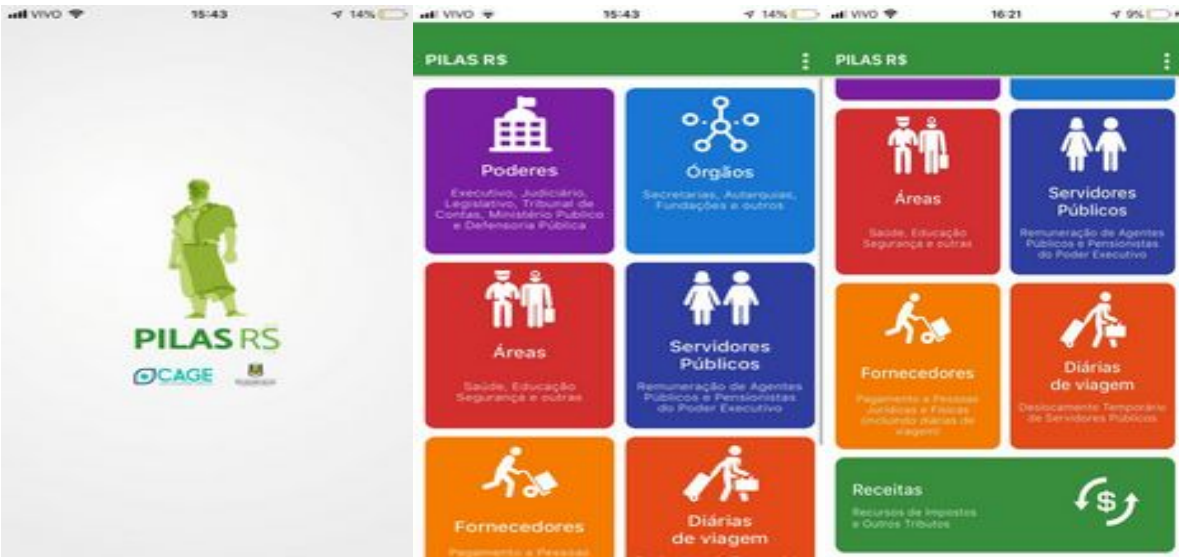 VIVO 15:43 14%
PILAS RS
CAGE
VIVO 15:43 14%
PILAS R$
Poderes
Executivo, Judiciário,
Legislativo, Tribunal de
Contas, Ministério Publico
e Defensoria Pública
Órgãos
Secretarias, Autarquias,
Fundações e outros
Áreas
Saúde, Educação
Segurança e outras
Servidores
Públicos
Remuneração de Agentes
Públicos e Pensionistas
do Poder Executivo
Fornecedores
Pagamento a Pessoas
Diárias
de viagem
VIVO 16:21 9%
PILAS R$
Áreas
Saúde, Educação
Segurança e outras
Servidores
Públicos
Remuneração de Agentes
Públicos e Pensionistas
do Poder Executivo
Fornecedores
Pagamento a Pessoas
Jurídicas e Físicas
(incluindo diárias de
viagem)
Diárias
de viagem
Deslocamento Temporário
de Servidores Públicos
Receitas
Recursos de Impostos
e Outros Tributos
$